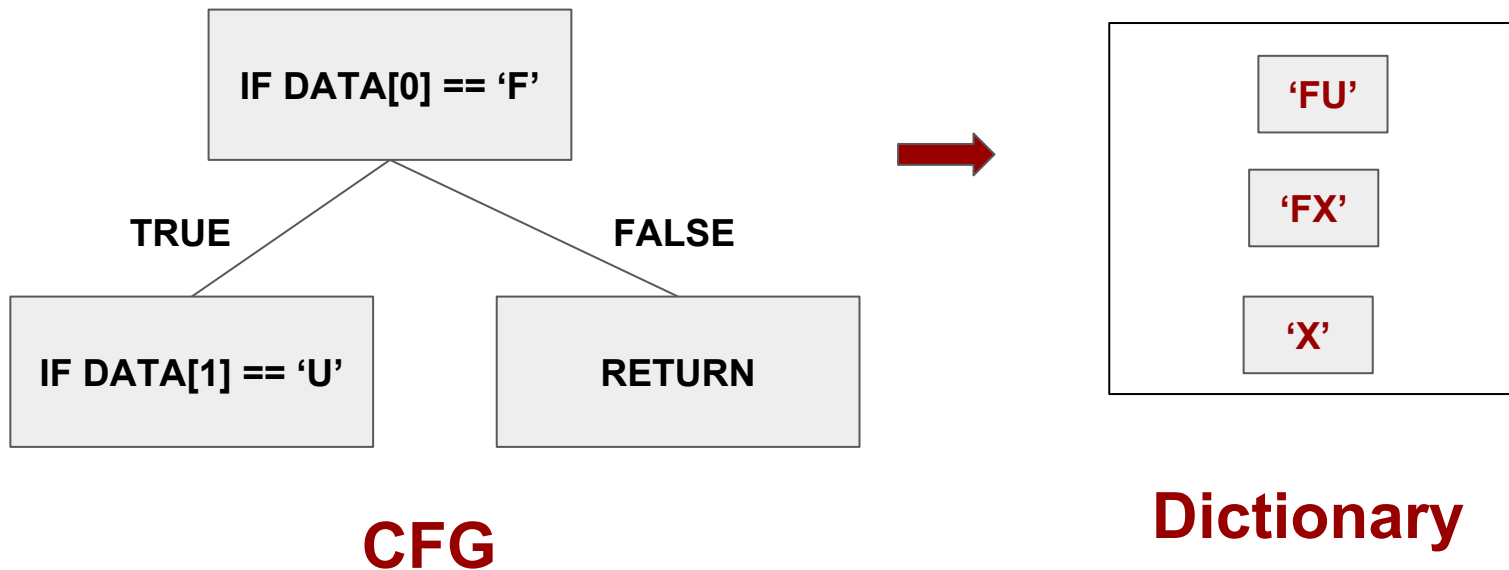 IF DATA[0] == ‘F’
TRUE
FALSE
IF DATA[1] == ‘U’
RETURN
CFG
‘FU’
‘FX’
‘X’
Dictionary